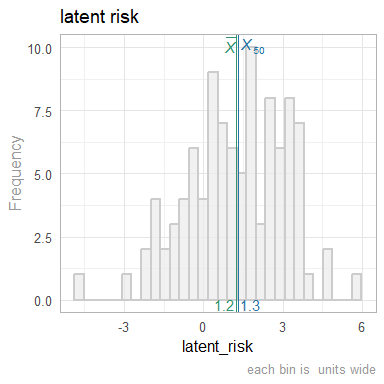 latent risk
X̅ X50
10.0
7.5
5.0
2.5
0.0
Frequency
1.2 1.3
-3 0 3 6
latent_risk
each bin is  units wide